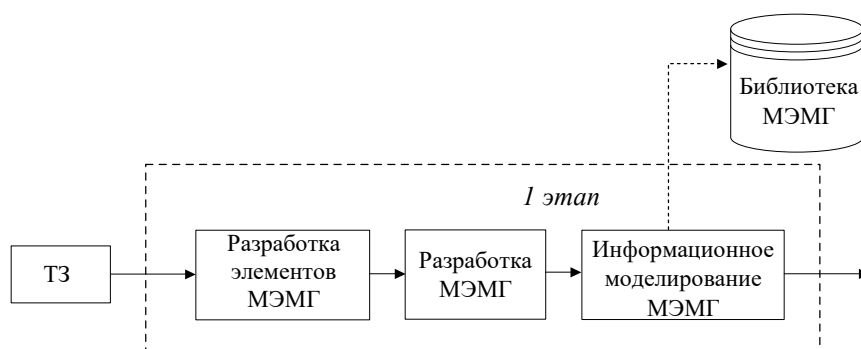 Библиотека
МЭМГ
1 этап
ТЗ
Разработка
элементов
МЭМГ
Разработка
МЭМГ
Информационное
моделирование
МЭМГ